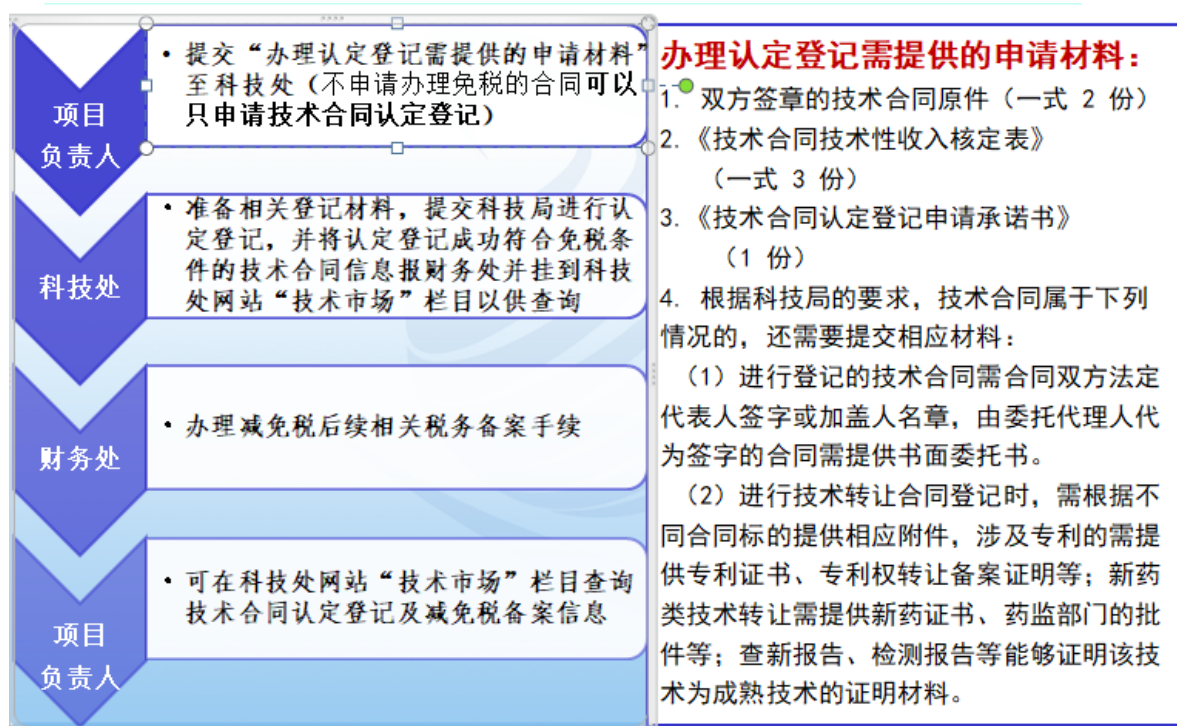 项目
负责人
• 提交“办理认定登记需提供的申请材料”
至科技处（不申请办理免税的合同可以
只申请技术合同认定登记）
科技处
• 准备相关登记材料，提交科技局进行认
定登记，并将认定登记成功符合免税条
件的技术合同信息报财务处并挂到科技
处网站“技术市场”栏目以供查询
财务处
• 办理减免税后续相关税务备案手续
项目
负责人
• 可在科技处网站“技术市场”栏目查询
技术合同认定登记及减免税备案信息
办理认定登记需提供的申请材料：
1. 双方签章的技术合同原件（一式 2 份）
2.《技术合同技术性收入核定表》
（一式 3 份）
3.《技术合同认定登记申请承诺书》
（1 份）
4. 根据科技局的要求，技术合同属于下列
情况的，还需要提交相应材料：
（1）进行登记的技术合同需合同双方法定
代表人签字或加盖人名章，由委托代理人代
为签字的合同需提供书面委托书。
（2）进行技术转让合同登记时，需根据不
同合同标的提供相应附件，涉及专利的需提
供专利证书、专利权转让备案证明等；新药
类技术转让需提供新药证书、药监部门的批
件等；查新报告、检测报告等能够证明该技
术为成熟技术的证明材料。